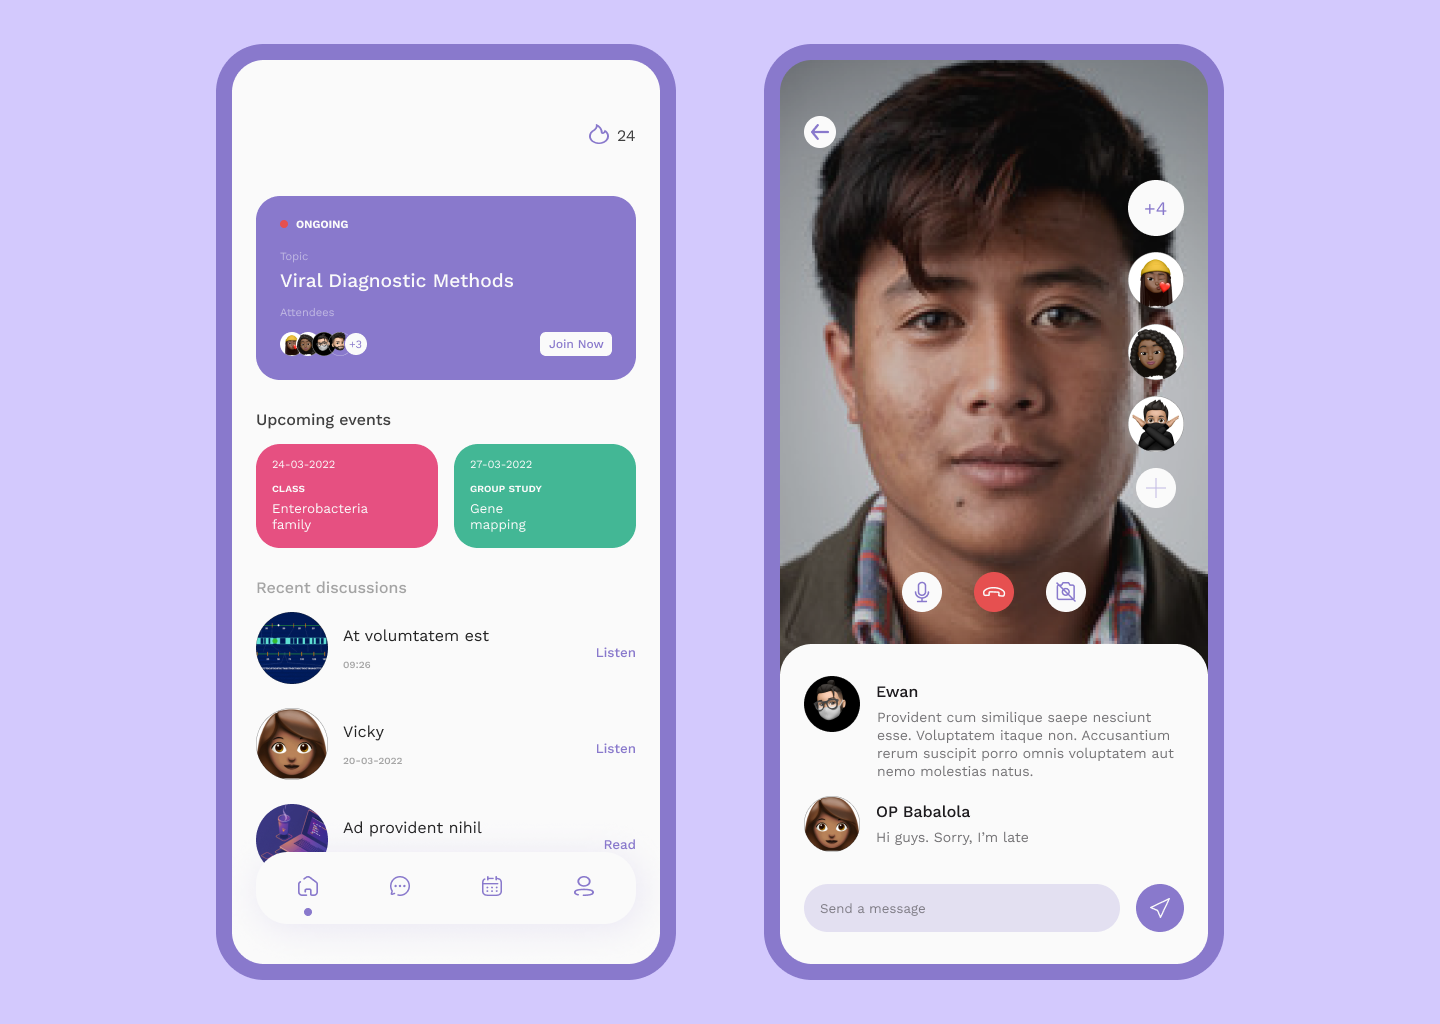 24
ONGOING
Topic
Viral Diagnostic Methods
Attendees
+3
Join Now
Upcoming events
24-03-2022
CLASS
Enterobacteria
family
27-03-2022
GROUP STUDY
Gene
mapping
Recent discussions
At volumtatem est
09:26
Listen
Vicky
20-03-2022
Listen
Ad provident nihil
Read
+4
Ewan
Provident cum similique saepe nesciunt
esse. Voluptatem itaque non. Accusantium
rerum suscipit porro omnis voluptatem aut
nemo molestias natus.
OP Babalola
Hi guys. Sorry, I’m late
Send a message